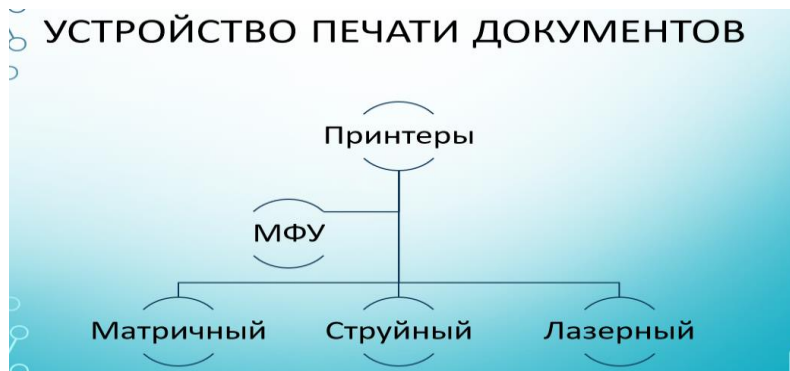 УСТРОЙСТВО ПЕЧАТИ ДОКУМЕНТОВ
Принтеры
МФУ
Матричный Струйный Лазерный